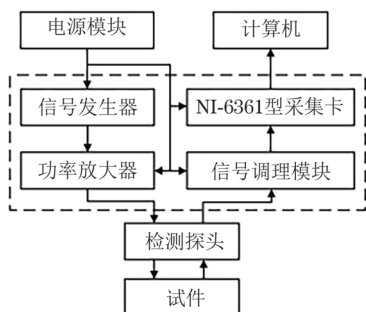 电源模块
计算机
信号发生器
NI-6361型采集卡
功率放大器
信号调理模块
检测探头
试件